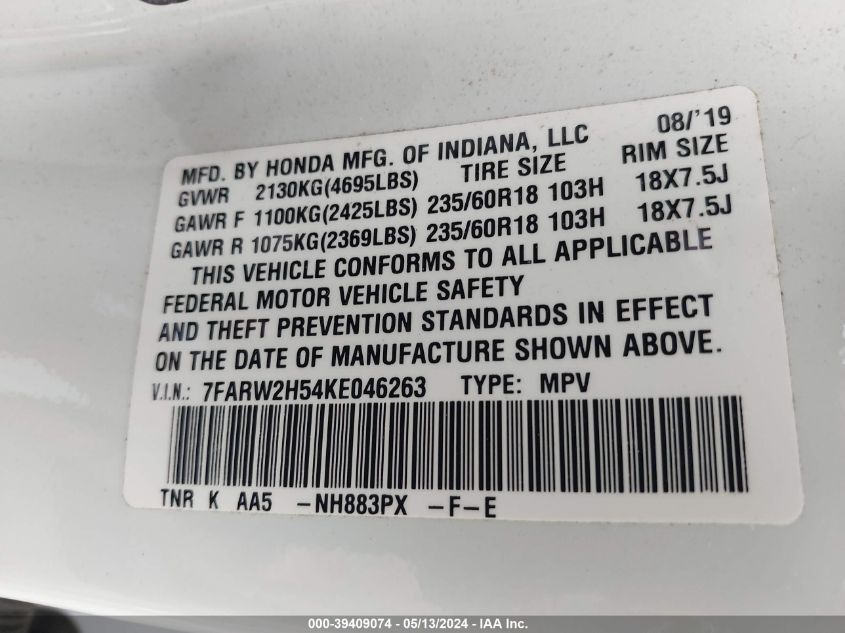 MFD. BY HONDA MFG. OF INDIANA, LLC 08/'19
GVWR 2130KG(4695LBS) TIRE SIZE RIM SIZE
GAWR F 1100KG(2425LBS) 235/60R18 103H 18X7.5J
GAWR R 1075KG(2369LBS) 235/60R18 103H 18X7.5J
THIS VEHICLE CONFORMS TO ALL APPLICABLE
FEDERAL MOTOR VEHICLE SAFETY
AND THEFT PREVENTION STANDARDS IN EFFECT
ON THE DATE OF MANUFACTURE SHOWN ABOVE.
V.I.N.: 7FARW2H54KE046263 TYPE: MPV
TNR K AA5 -NH883PX -F-E
000-39409074 - 05/13/2024 - IAA Inc.